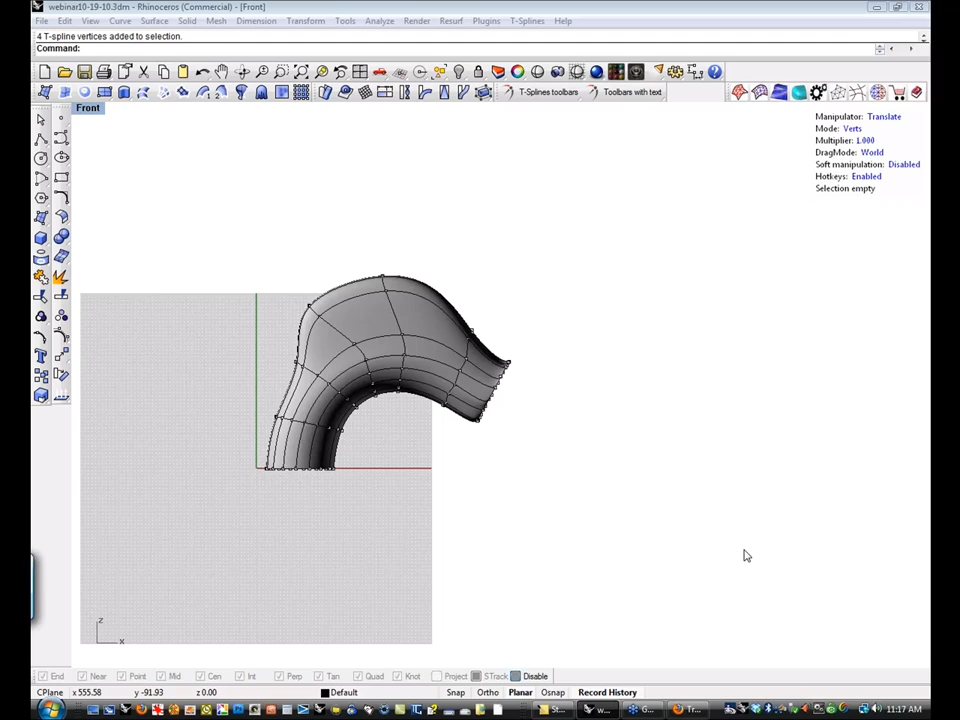 webinar10-19-10.3dm - Rhinoceros (Commercial) - [Front]
File Edit View Curve Surface Solid Mesh Dimension Transform Tools Analyze Render Resurf Plugins T-Splines Help
4 T-spline vertices added to selection.
Command:
T-Splines toolbars Toolbars with text
Front
Manipulator: Translate
Mode: Verts
Multiplier: 1.000
DragMode: World
Soft manipulation: Disabled
Hotkeys: Enabled
Selection empty
z
x
End Near Point Mid Cen Int Perp Tan Quad Knot Project STrack Disable
CPlane x 555.58 y -91.93 z 0.00 Default Snap Ortho Planar Osnap Record History
St... w... G... Tr... 11:17 AM